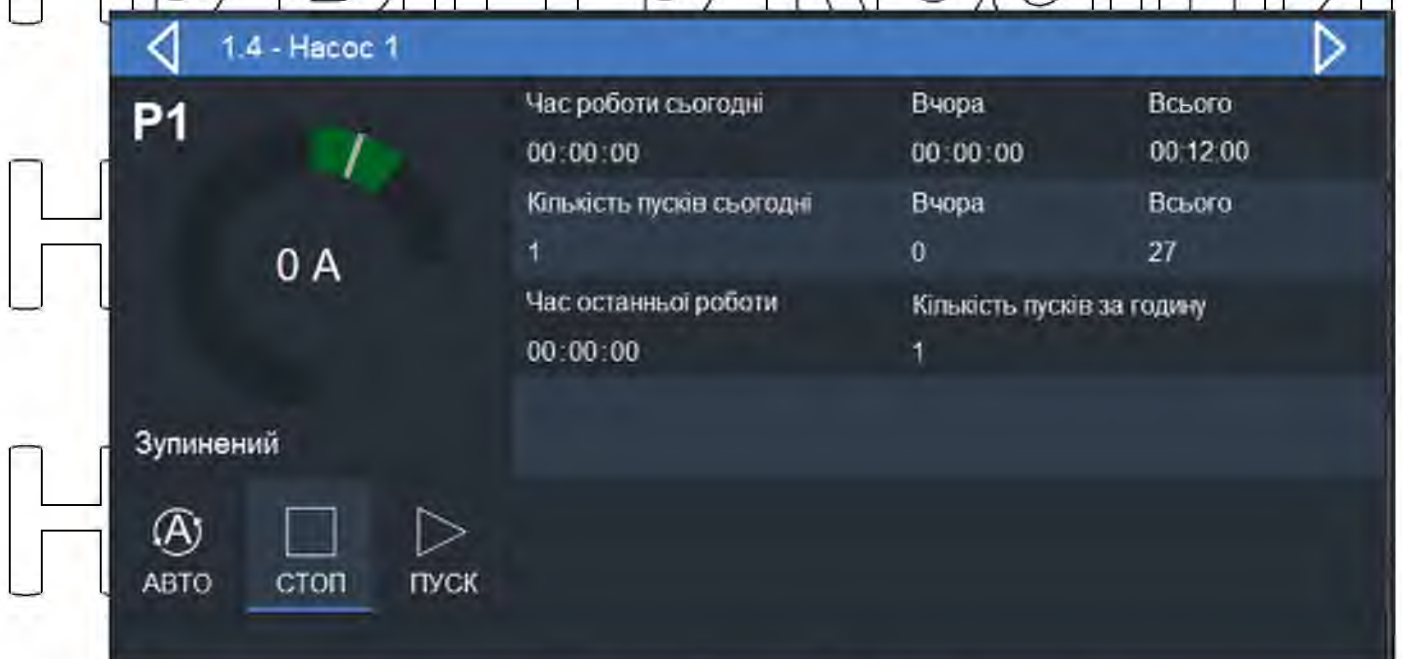 1.4 - Насос 1
P1
0 A
Зупинений
АВТО СТОП ПУСК
Час роботи сьогодні Вчора Всього
00:00:00 00:00:00 00:12:00
Кількість пусків сьогодні Вчора Всього
1 0 27
Час останньої роботи Кількість пусків за годину
00:00:00 1